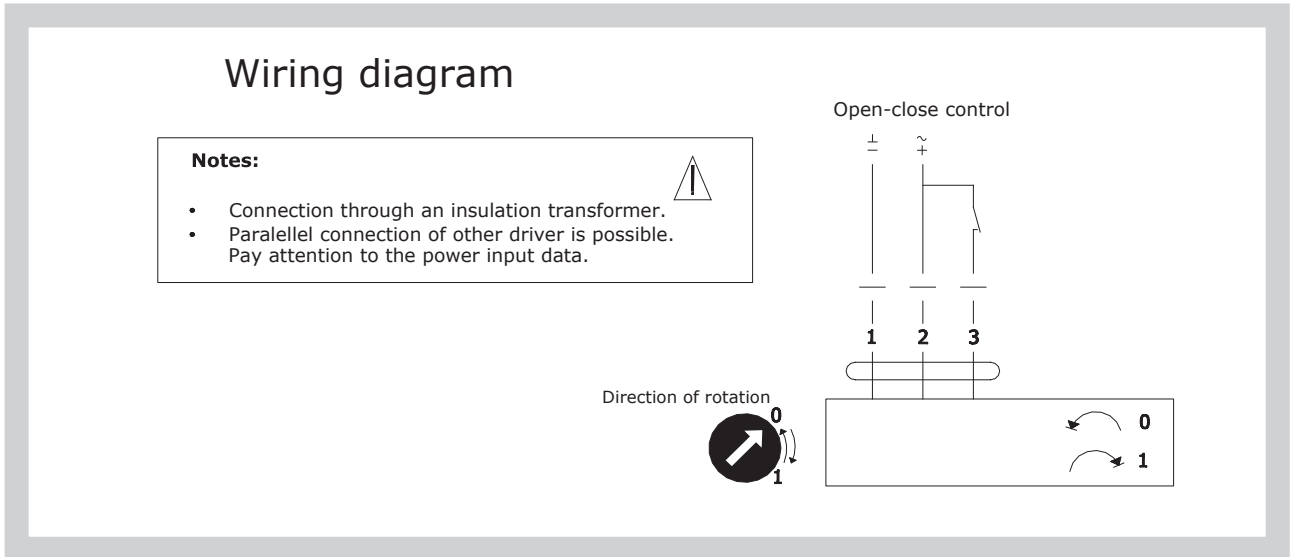 Wiring diagram
Notes:
• Connection through an insulation transformer.
• Paralellel connection of other driver is possible.
Pay attention to the power input data.
Open-close control
⊥ ~
− +
1 2 3
Direction of rotation
0
1
0
1